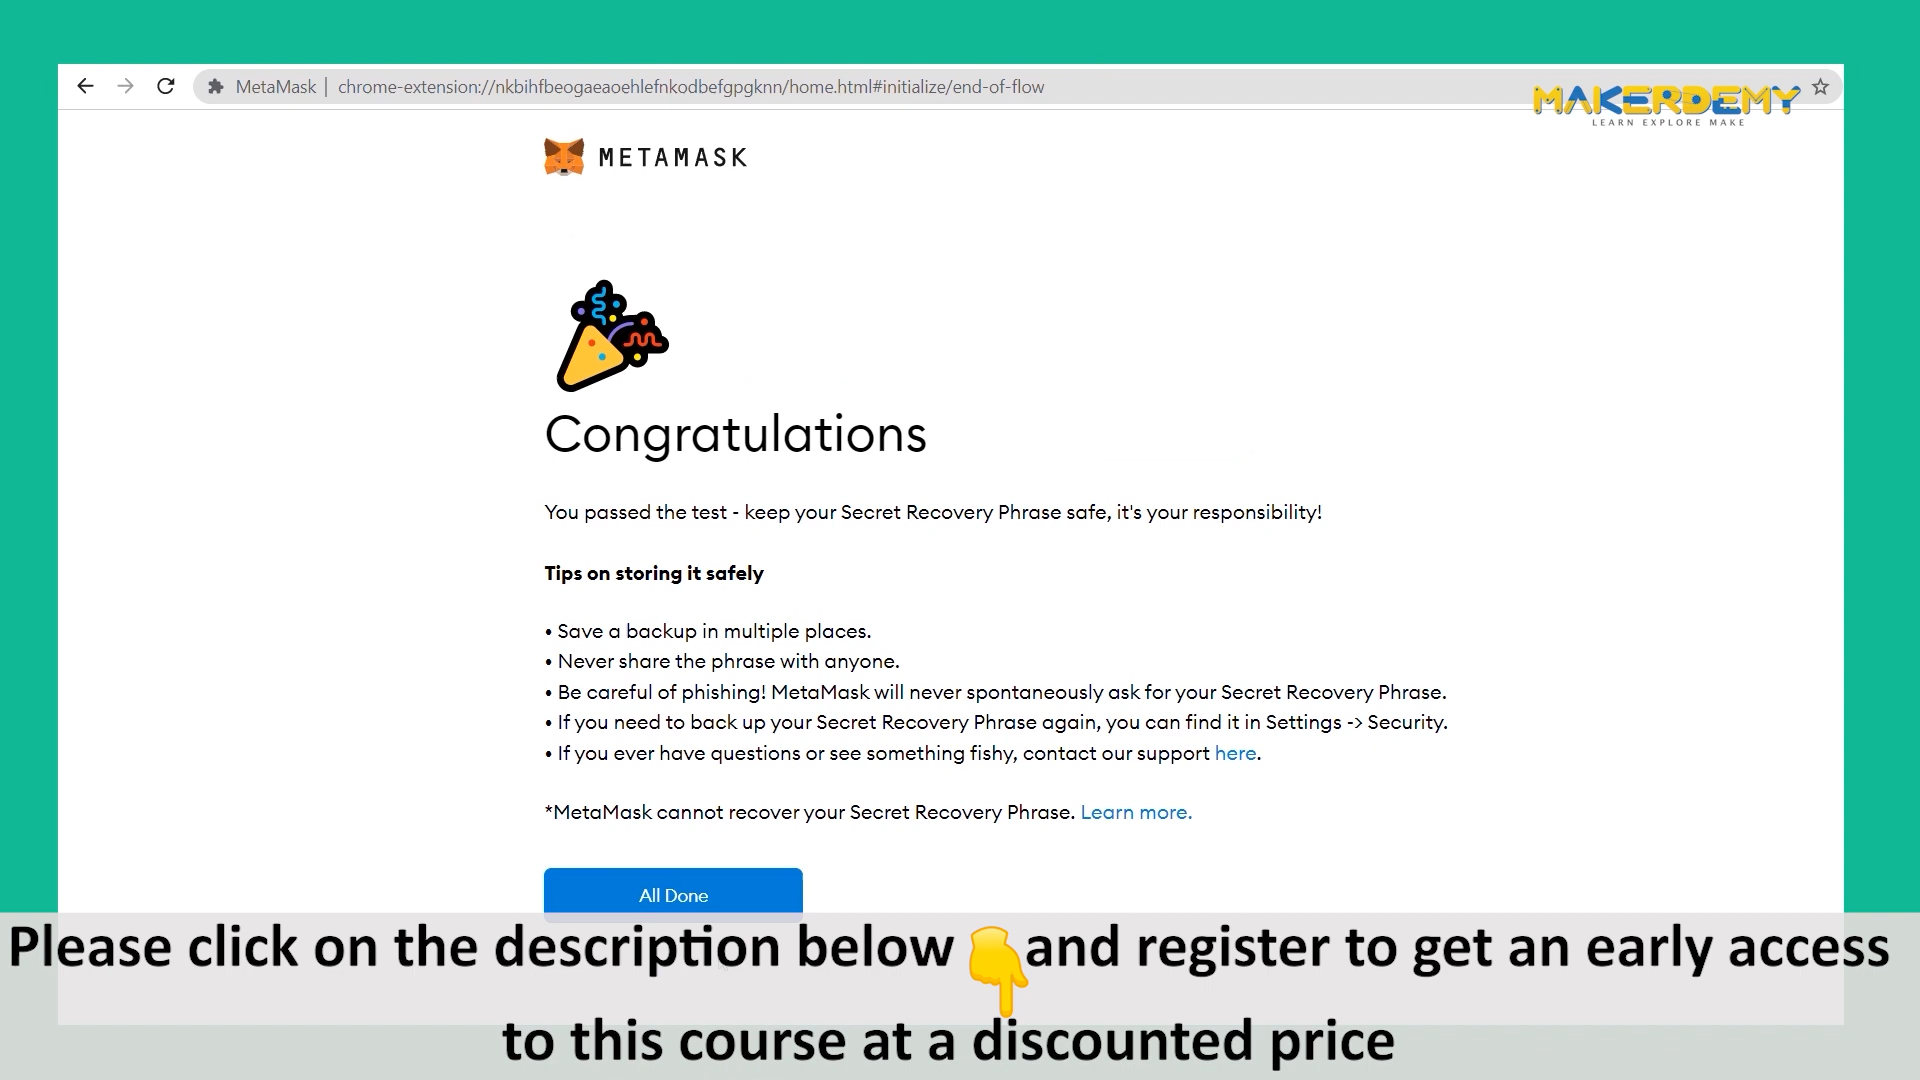 MetaMask | chrome-extension://nkbihfbeogaeaoehlefnkodbefgpgknn/home.html#initialize/end-of-flow
MAKERDEMY
LEARN EXPLORE MAKE
METAMASK
Congratulations
You passed the test - keep your Secret Recovery Phrase safe, it's your responsibility!
Tips on storing it safely
• Save a backup in multiple places.
• Never share the phrase with anyone.
• Be careful of phishing! MetaMask will never spontaneously ask for your Secret Recovery Phrase.
• If you need to back up your Secret Recovery Phrase again, you can find it in Settings -> Security.
• If you ever have questions or see something fishy, contact our support here.
*MetaMask cannot recover your Secret Recovery Phrase. Learn more.
All Done
Please click on the description below 👇 and register to get an early access
to this course at a discounted price